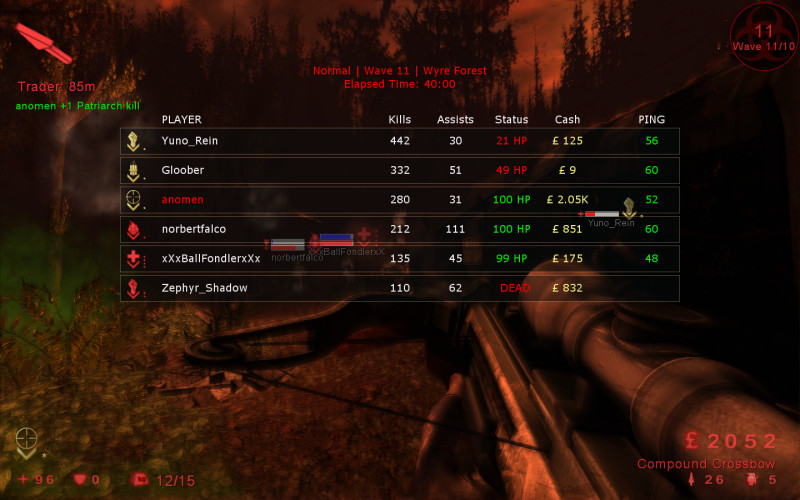 11
Wave 11/10
Normal | Wave 11 | Wyre Forest
Elapsed Time: 40:00
Trader: 85m
anomen +1 Patriarch kill
PLAYER Kills Assists Status Cash PING
Yuno_Rein 442 30 21 HP £ 125 56
Gloober 332 51 49 HP £ 9 60
anomen 280 31 100 HP £ 2.05K 52
Yuno_Rein
norbertfalco 212 111 100 HP £ 851 60
norbertfalco
xXxBallFondlerxX
xXxBallFondlerxXx 135 45 99 HP £ 175 48
Zephyr_Shadow 110 62 DEAD £ 832
£ 2052
Compound Crossbow
+ 96 0 12/15 26 5